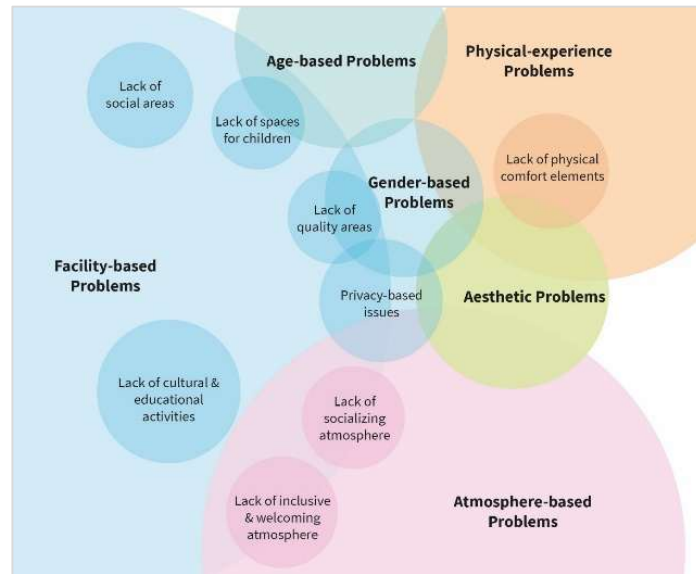 Age-based Problems
Physical-experience
Problems
Lack of
social areas
Lack of spaces
for children
Lack of physical
comfort elements
Gender-based
Problems
Lack of
quality areas
Facility-based
Problems
Privacy-based
issues
Aesthetic Problems
Lack of cultural &
educational
activities
Lack of
socializing
atmosphere
Lack of inclusive
& welcoming
atmosphere
Atmosphere-based
Problems